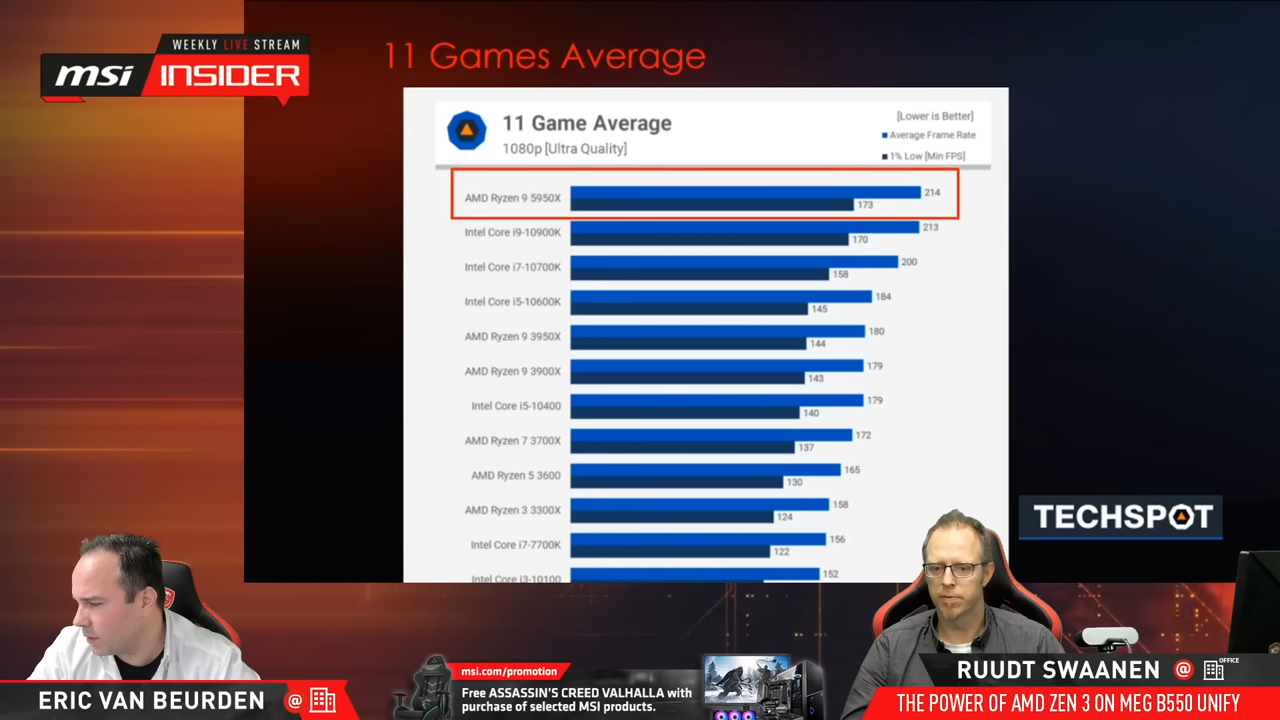 WEEKLY LIVE STREAM
msi INSIDER
11 Games Average
11 Game Average
1080p [Ultra Quality]
[Lower is Better]
Average Frame Rate
1% Low [Min FPS]
AMD Ryzen 9 5950X 214
173
Intel Core i9-10900K 213
170
Intel Core i7-10700K 200
158
Intel Core i5-10600K 184
145
AMD Ryzen 9 3950X 180
144
AMD Ryzen 9 3900X 179
143
Intel Core i5-10400 179
140
AMD Ryzen 7 3700X 172
137
AMD Ryzen 5 3600 165
130
AMD Ryzen 3 3300X 158
124
Intel Core i7-7700K 156
122
Intel Core i3-10100 152
TECHSPOT
ERIC VAN BEURDEN @
msi.com/promotion
Free ASSASSIN'S CREED VALHALLA with
purchase of selected MSI products.
RUUDT SWAANEN @ OFFICE
THE POWER OF AMD ZEN 3 ON MEG B550 UNIFY